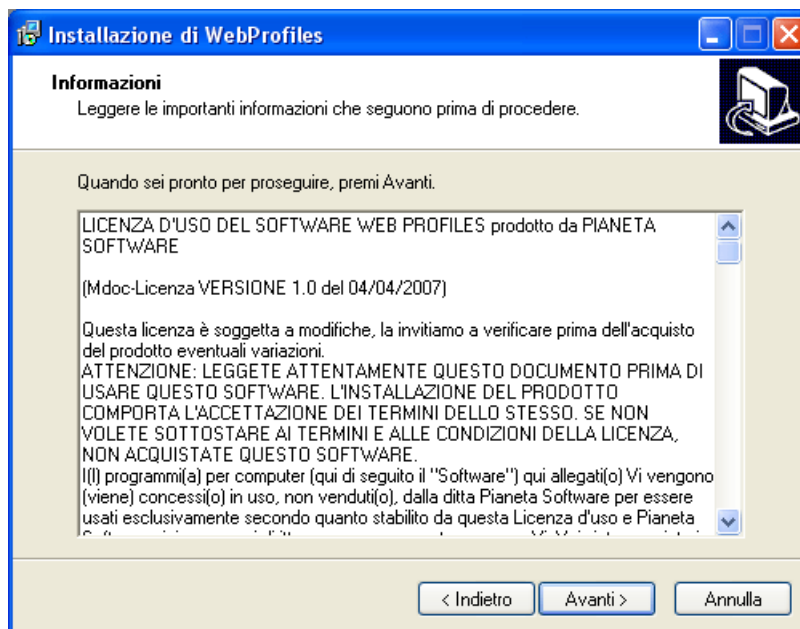 Installazione di WebProfiles
Informazioni
Leggere le importanti informazioni che seguono prima di procedere.
Quando sei pronto per proseguire, premi Avanti.
LICENZA D'USO DEL SOFTWARE WEB PROFILES prodotto da PIANETA
SOFTWARE
(Mdoc-Licenza VERSIONE 1.0 del 04/04/2007)
Questa licenza è soggetta a modifiche, la invitiamo a verificare prima dell'acquisto
del prodotto eventuali variazioni.
ATTENZIONE: LEGGETE ATTENTAMENTE QUESTO DOCUMENTO PRIMA DI
USARE QUESTO SOFTWARE. L'INSTALLAZIONE DEL PRODOTTO
COMPORTA L'ACCETTAZIONE DEI TERMINI DELLO STESSO. SE NON
VOLETE SOTTOSTARE AI TERMINI E ALLE CONDIZIONI DELLA LICENZA,
NON ACQUISTATE QUESTO SOFTWARE.
I(l) programmi(a) per computer (qui di seguito il "Software") qui allegati(o) Vi vengono
(viene) concessi(o) in uso, non venduti(o), dalla ditta Pianeta Software per essere
usati esclusivamente secondo quanto stabilito da questa Licenza d'uso e Pianeta
< Indietro
Avanti >
Annulla